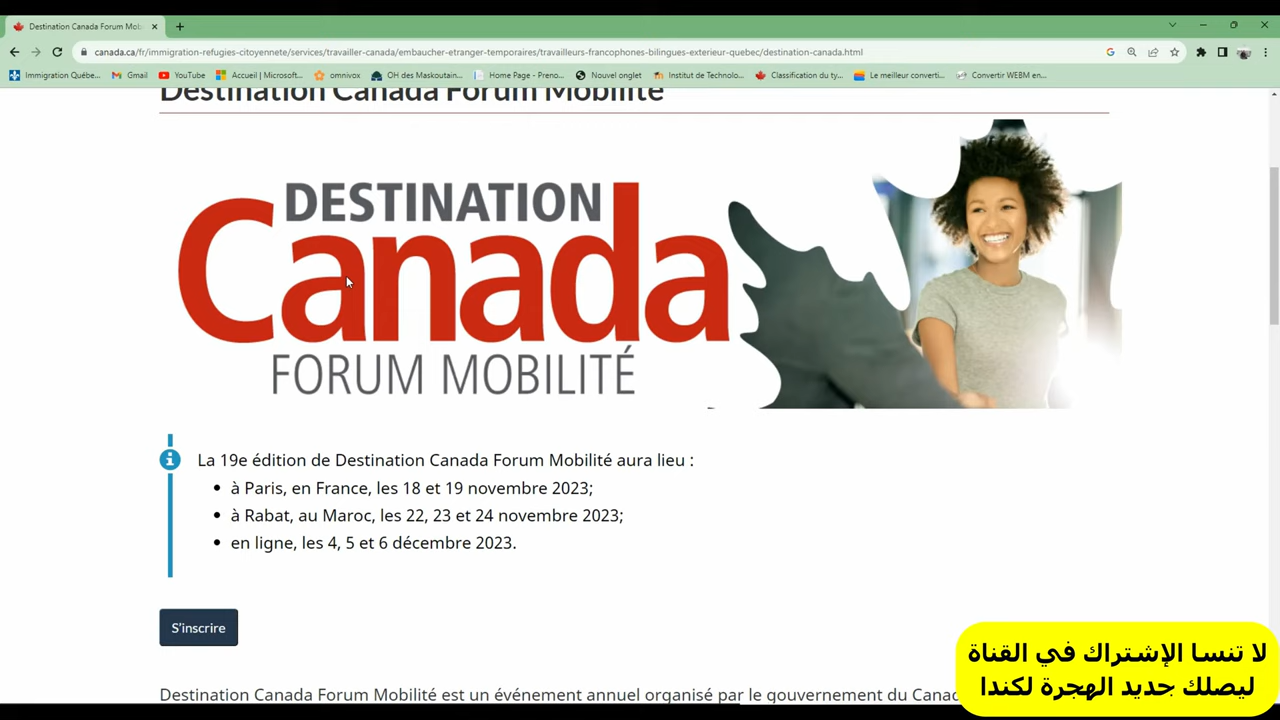 Destination Canada Forum Mob
canada.ca/fr/immigration-refugies-citoyennete/services/travailler-canada/embaucher-etranger-temporaires/travailleurs-francophones-bilingues-exterieur-quebec/destination-canada.html
Immigration Québe... Gmail YouTube Accueil | Microsoft... omnivox OH des Maskoutain... Home Page - Preno... Nouvel onglet Institut de Technolo... Classification du ty... Le meilleur converti... Convertir WEBM en...
Destination Canada Forum Mobilité
DESTINATION
Canada
FORUM MOBILITÉ
La 19e édition de Destination Canada Forum Mobilité aura lieu :
à Paris, en France, les 18 et 19 novembre 2023;
à Rabat, au Maroc, les 22, 23 et 24 novembre 2023;
en ligne, les 4, 5 et 6 décembre 2023.
S'inscrire
Destination Canada Forum Mobilité est un événement annuel organisé par le gouvernement du Canad
لا تنسا الإشتراك في القناة
ليصلك جديد الهجرة لكندا